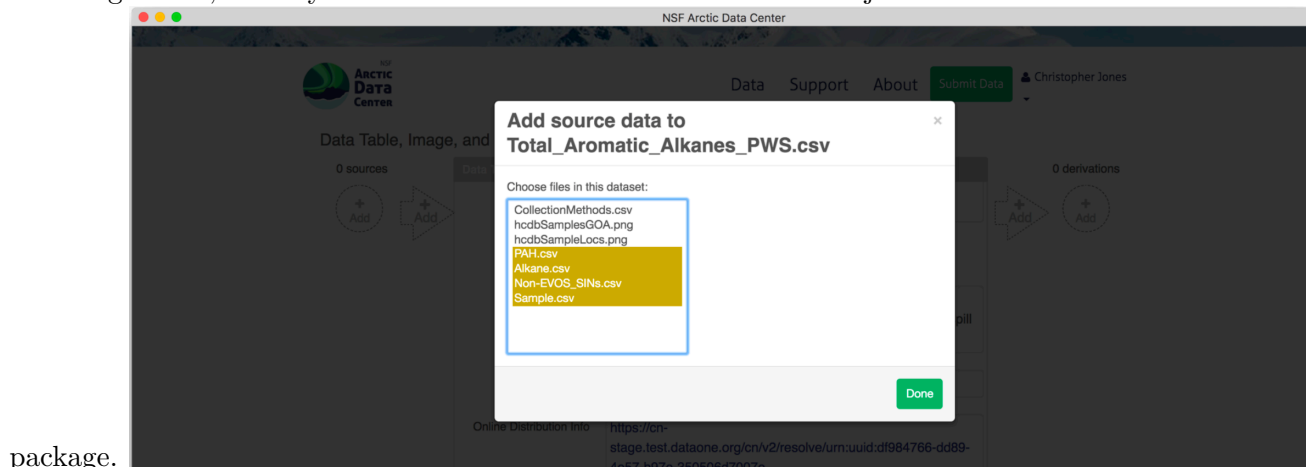 NSF Arctic Data Center
NSF
ARCTIC
DATA
CENTER
Data Support About Submit Data Christopher Jones
Data Table, Image, and
0 sources
Data
0 derivations
+
Add
+
Add
+
Add
+
Add
Add source data to
Total_Aromatic_Alkanes_PWS.csv
×
Choose files in this dataset:
CollectionMethods.csv
hcdbSamplesGOA.png
hcdbSampleLocs.png
PAH.csv
Alkane.csv
Non-EVOS_SINs.csv
Sample.csv
pill
Done
Online Distribution Info
https://cn-
stage.test.dataone.org/cn/v2/resolve/urn:uuid:df984766-dd89-
package.